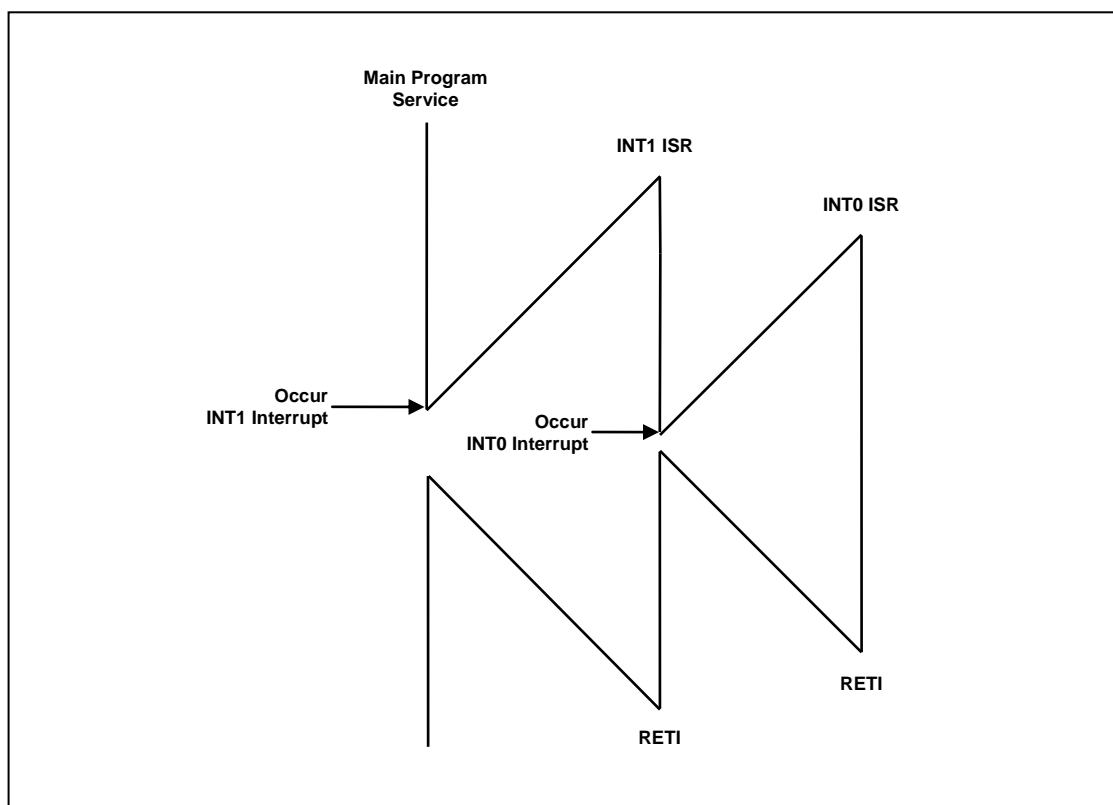 Main Program
Service
INT1 ISR
INT0 ISR
Occur
INT1 Interrupt
Occur
INT0 Interrupt
RETI
RETI